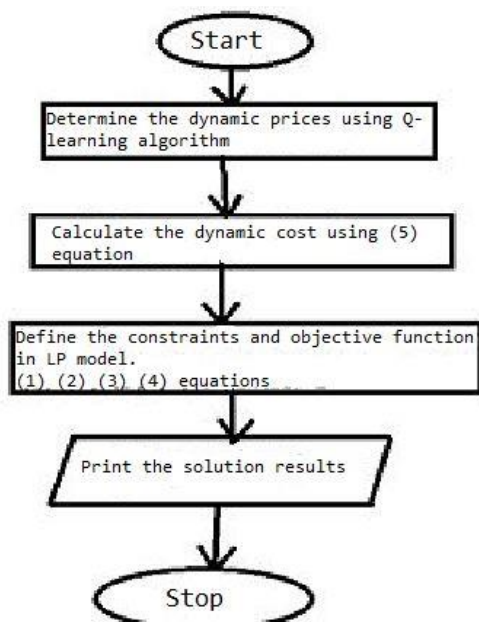 Start
Determine the dynamic prices using Q-
learning algorithm
Calculate the dynamic cost using (5)
equation
Define the constraints and objective function
in LP model.
(1) (2) (3) (4) equations
Print the solution results
Stop